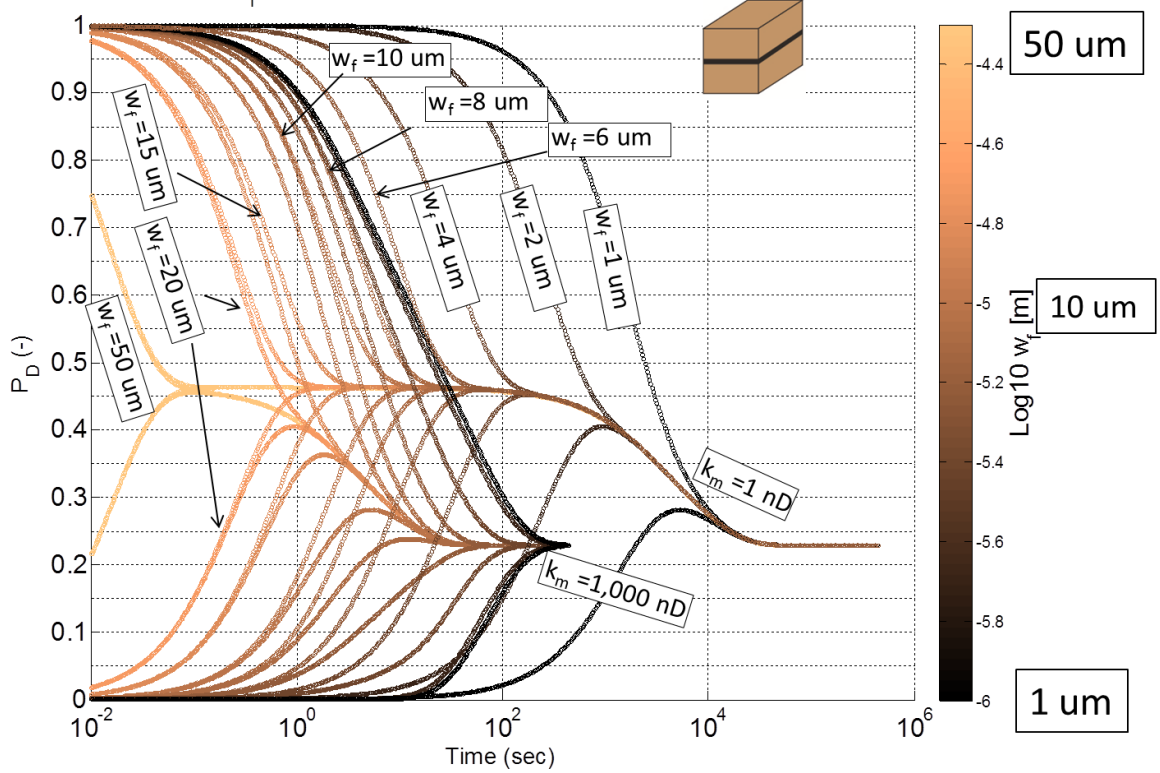 1
0.9
0.8
0.7
0.6
0.5
0.4
0.3
0.2
0.1
0
P_D (-)
10^-2
10^0
10^2
10^4
10^6
Time (sec)
w_f =10 um
w_f =8 um
w_f =6 um
w_f =15 um
w_f =20 um
w_f =50 um
w_f =4 um
w_f =2 um
w_f =1 um
k_m =1 nD
k_m =1,000 nD
-4.4
-4.6
-4.8
-5
-5.2
-5.4
-5.6
-5.8
-6
Log10 w_f [m]
50 um
10 um
1 um